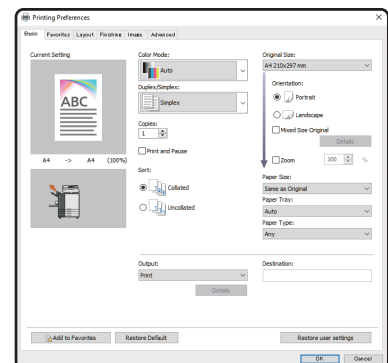 Printing Preferences
Basic Favorites Layout Finishing Image Advanced
Current Setting
ABC
A4 -> A4 (100%)
Color Mode:
Auto
Duplex/Simplex:
Simplex
Copies:
1
Print and Pause
Sort:
Collated
Uncollated
Output:
Print
Details
Original Size:
A4 210x297 mm
Orientation:
Portrait
Landscape
Mixed Size Original
Details
Zoom 100 %
Paper Size:
Same as Original
Paper Tray:
Auto
Paper Type:
Any
Destination:
Add to Favorites Restore Default Restore user settings
OK Cancel